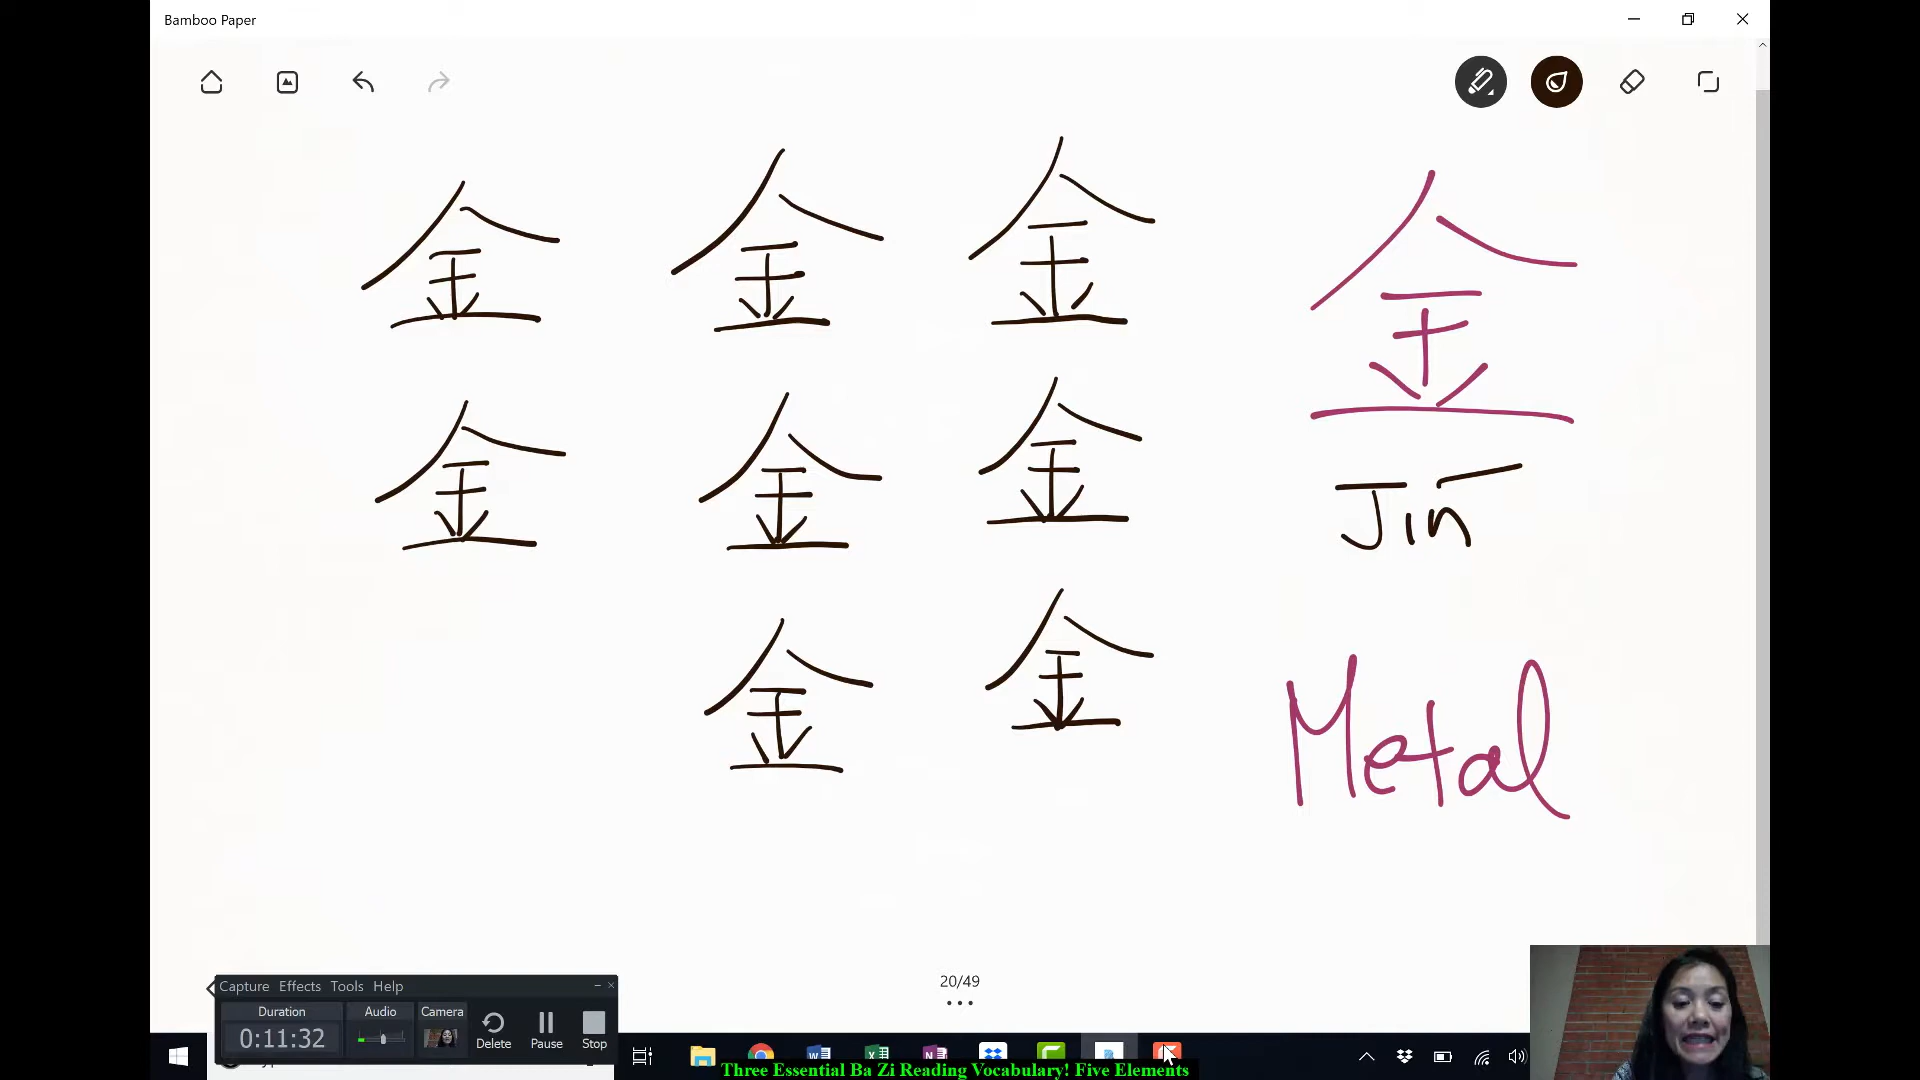 Bamboo Paper
金 金 金 金
金 金 金 Jīn
金 金 Metal
20/49
Capture Effects Tools Help
Duration Audio Camera
0:11:32 Delete Pause Stop
Three Essential Ba Zi Reading Vocabulary! Five Elements